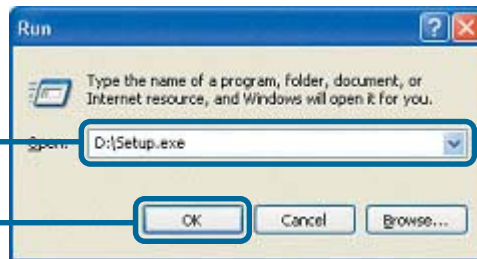 Run
Type the name of a program, folder, document, or
Internet resource, and Windows will open it for you.
Open: D:\Setup.exe
OK Cancel Browse...